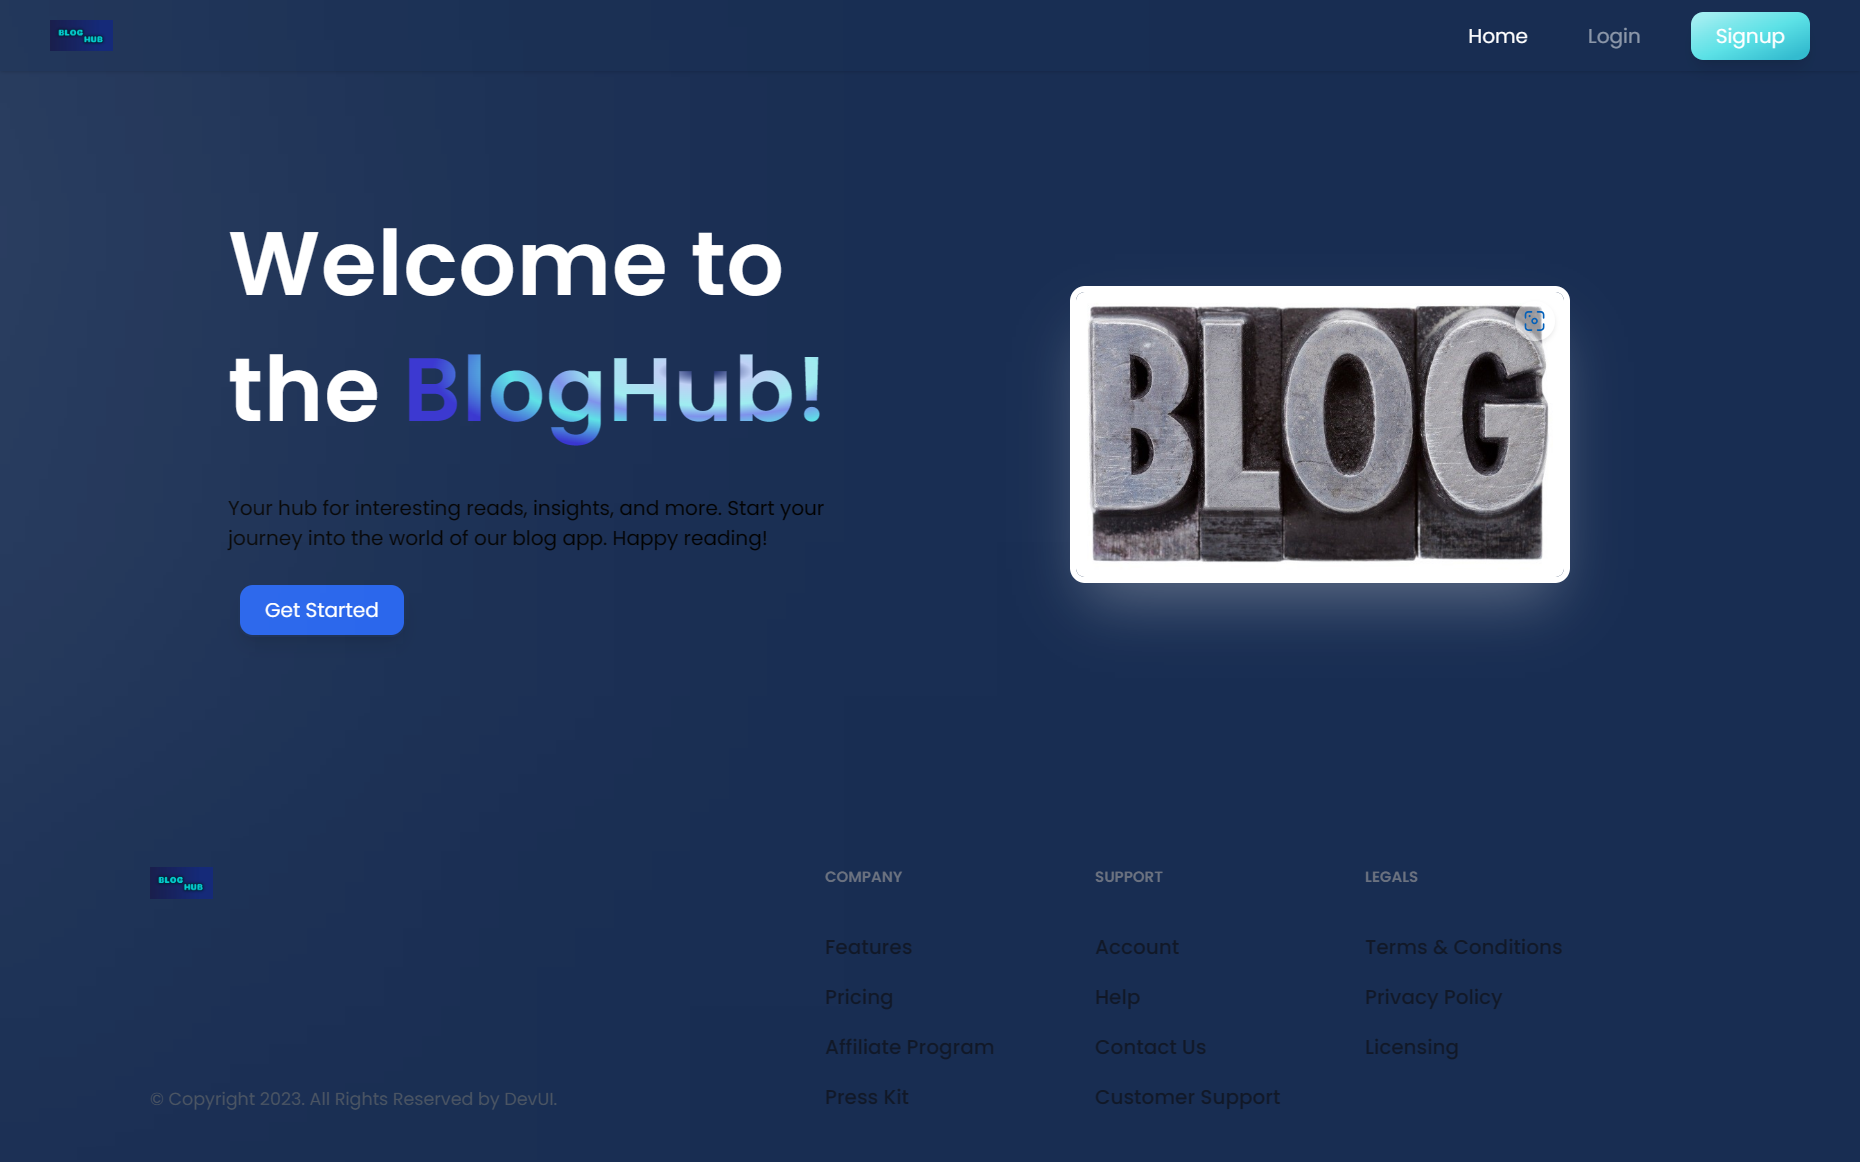 BLOG
HUB
Home
Login
Signup
Welcome to
the BlogHub!
Your hub for interesting reads, insights, and more. Start your
journey into the world of our blog app. Happy reading!
Get Started
BLOG
BLOG
HUB
© Copyright 2023. All Rights Reserved by DevUI.
COMPANY
Features
Pricing
Affiliate Program
Press Kit
SUPPORT
Account
Help
Contact Us
Customer Support
LEGALS
Terms & Conditions
Privacy Policy
Licensing